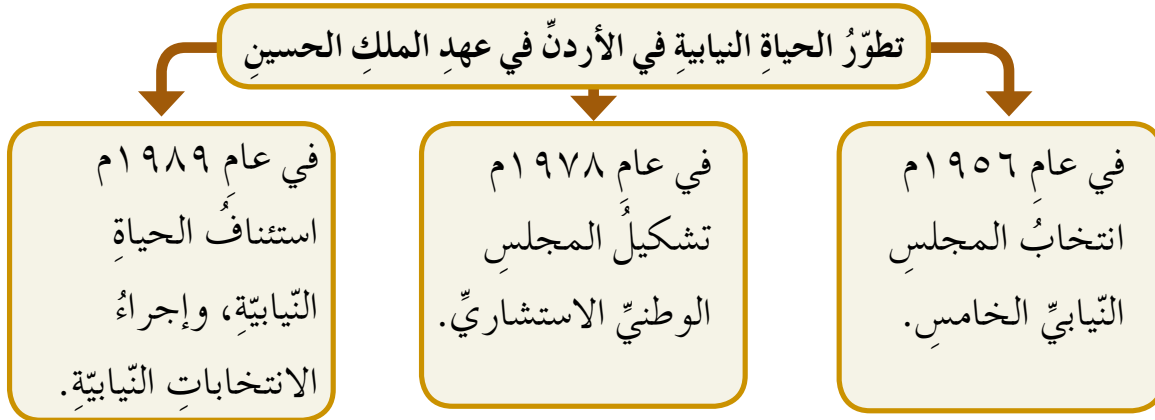 تطوّرُ الحياةِ النيابيةِ في الأردنِّ في عهدِ الملكِ الحسينِ
في عامِ ١٩٥٦م
انتخابُ المجلسِ
النّيابيِّ الخامسِ.
في عامِ ١٩٧٨م
تشكيلُ المجلسِ
الوطنيِّ الاستشاريِّ.
في عامِ ١٩٨٩م
استئنافُ الحياةِ
النّيابيّةِ، وإجراءُ
الانتخاباتِ النّيابيّةِ.